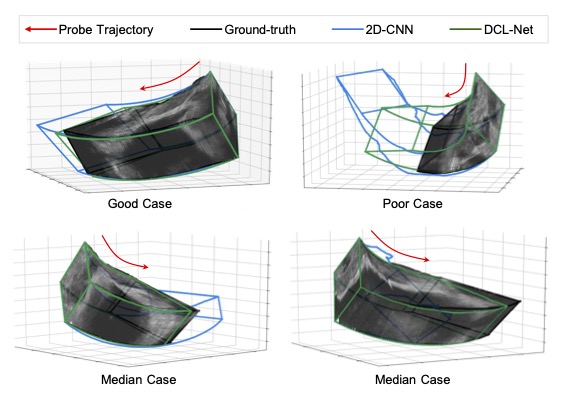 Probe Trajectory Ground-truth 2D-CNN DCL-Net
Good Case Poor Case
Median Case Median Case